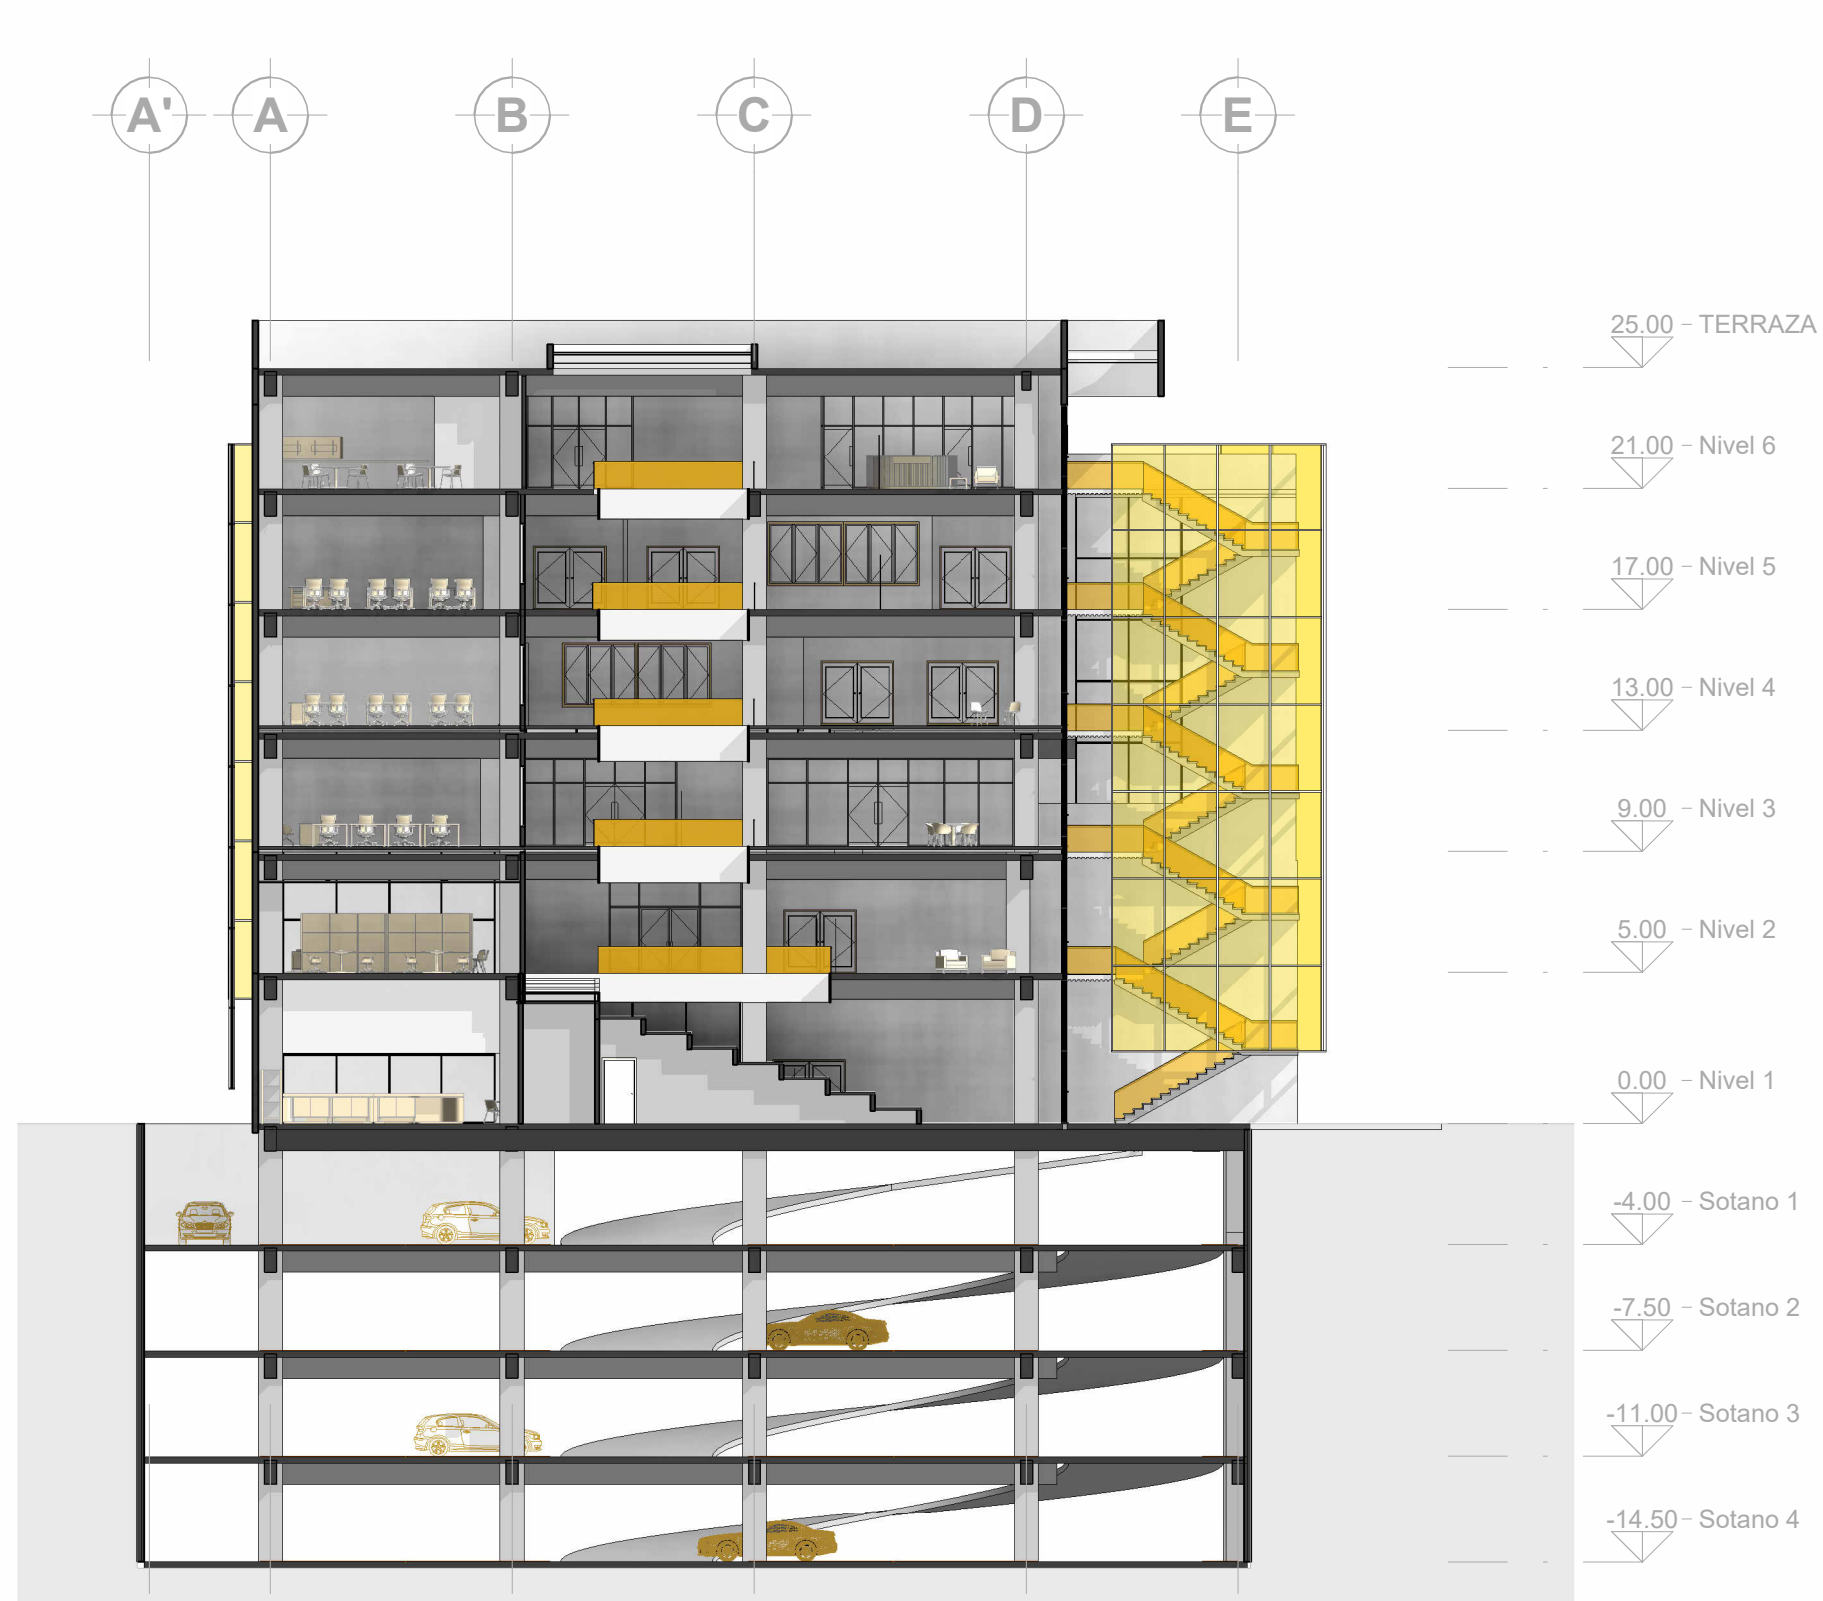 A' A B C D E
25.00 - TERRAZA
21.00 - Nivel 6
17.00 - Nivel 5
13.00 - Nivel 4
9.00 - Nivel 3
5.00 - Nivel 2
0.00 - Nivel 1
-4.00 - Sotano 1
-7.50 - Sotano 2
-11.00 - Sotano 3
-14.50 - Sotano 4